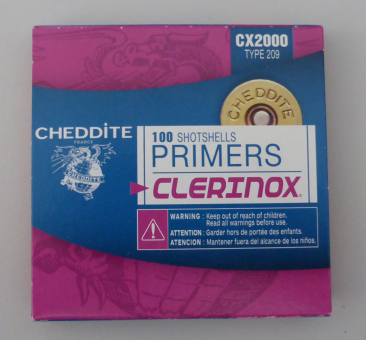 CX2000
TYPE 209
CHEDDITE
CHEDDiTE
FRANCE
CHEDDITE
100 SHOTSHELLS
PRIMERS
CLERINOX
WARNING : Keep out of reach of children.
Read all warnings before use.
ATTENTION : Garder hors de portée des enfants.
ATENCION : Mantener fuera del alcance de los niños.